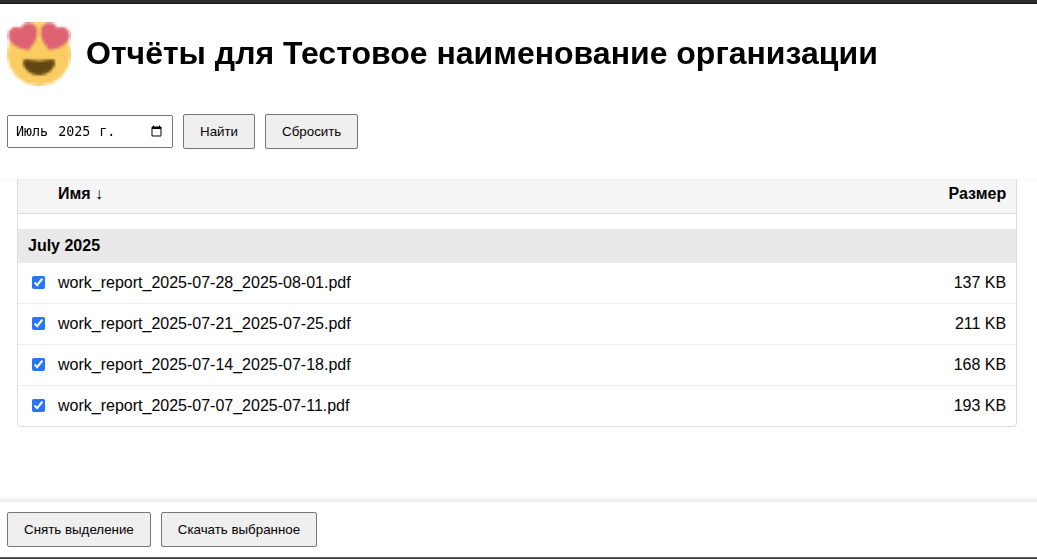 Отчёты для Тестовое наименование организации
Июль 2025 г.
Найти
Сбросить
Имя ↓ Размер
July 2025
work_report_2025-07-28_2025-08-01.pdf 137 KB
work_report_2025-07-21_2025-07-25.pdf 211 KB
work_report_2025-07-14_2025-07-18.pdf 168 KB
work_report_2025-07-07_2025-07-11.pdf 193 KB
Снять выделение
Скачать выбранное